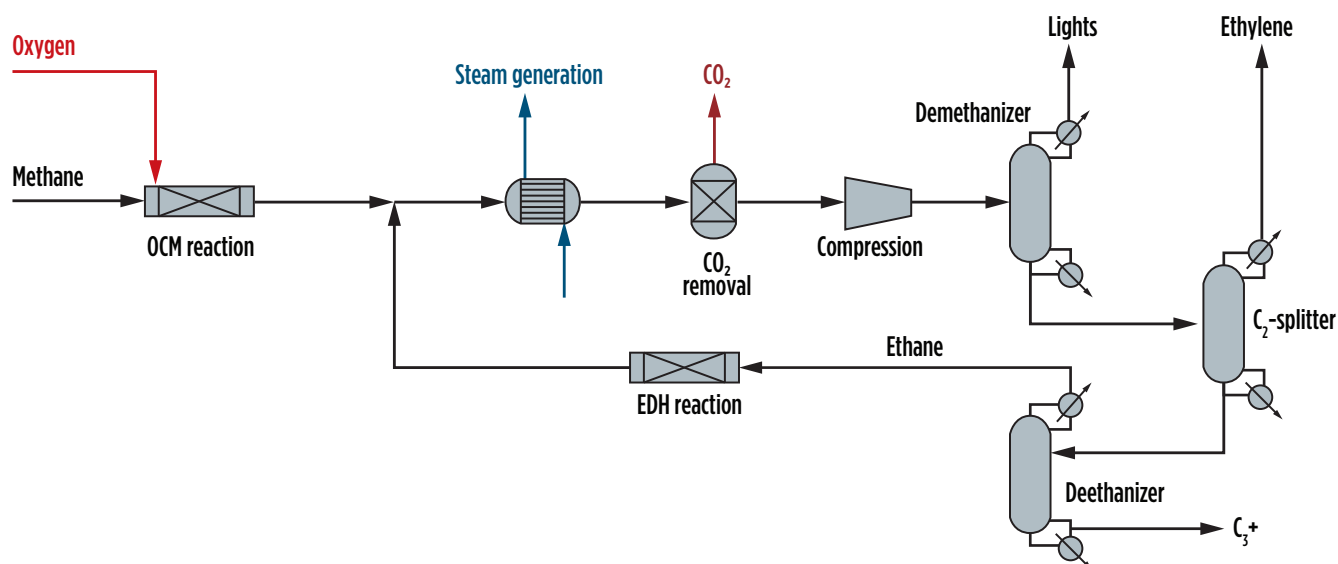 Oxygen
Methane
OCM reaction
Steam generation
CO₂
CO₂
removal
Compression
Lights
Demethanizer
Ethylene
C₂-splitter
Ethane
EDH reaction
Deethanizer
C₃+